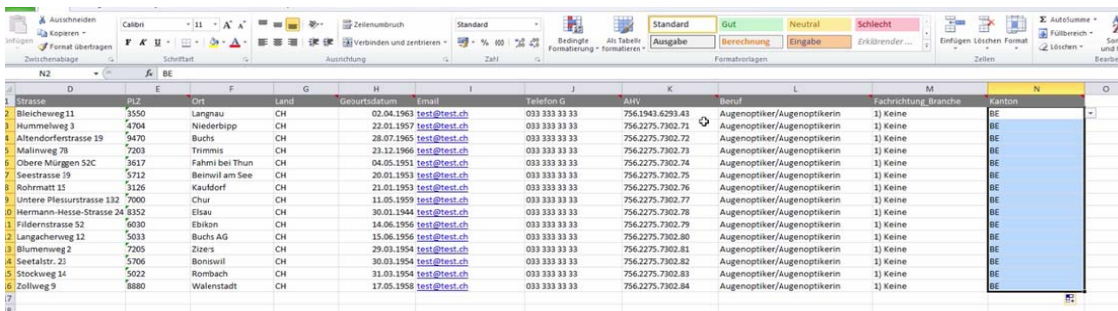 Ausschneiden
Kopieren
Format übertragen
Zwischenablage
Calibri
11
F K U
Schriftart
Zeilenumbruch
Verbinden und zentrieren
Ausrichtung
Standard
% 000
Zahl
Bedingte Formatierung
Als Tabelle formatieren
Standard Gut Neutral Schlecht
Ausgabe Berechnung Eingabe Erklärender ...
Formatvorlagen
Einfügen Löschen Format
Zellen
Σ AutoSumme
Füllbereich
Löschen
N2 fx BE
D E F G H I J K L M N O
1 Strasse PLZ Ort Land Geburtsdatum Email Telefon G AHV Beruf Fachrichtung_Branche Kanton
2 Bleicheweg 11 3550 Langnau CH 02.04.1963 test@test.ch 033 333 33 33 756.1943.6293.43 Augenoptiker/Augenoptikerin 1) Keine BE
3 Hummelweg 3 4704 Niederbipp CH 22.01.1957 test@test.ch 033 333 33 33 756.2275.7302.71 Augenoptiker/Augenoptikerin 1) Keine BE
4 Altendorferstrasse 19 9470 Buchs CH 28.07.1965 test@test.ch 033 333 33 33 756.2275.7302.72 Augenoptiker/Augenoptikerin 1) Keine BE
5 Malinweg 7B 7203 Trimmis CH 23.12.1966 test@test.ch 033 333 33 33 756.2275.7302.73 Augenoptiker/Augenoptikerin 1) Keine BE
6 Obere Mürggen 52C 3617 Fahrni bei Thun CH 04.05.1951 test@test.ch 033 333 33 33 756.2275.7302.74 Augenoptiker/Augenoptikerin 1) Keine BE
7 Seestrasse 39 5712 Beinwil am See CH 20.01.1953 test@test.ch 033 333 33 33 756.2275.7302.75 Augenoptiker/Augenoptikerin 1) Keine BE
8 Rohrmatt 15 3126 Kaufdorf CH 21.01.1953 test@test.ch 033 333 33 33 756.2275.7302.76 Augenoptiker/Augenoptikerin 1) Keine BE
9 Untere Plessurstrasse 132 7000 Chur CH 11.05.1959 test@test.ch 033 333 33 33 756.2275.7302.77 Augenoptiker/Augenoptikerin 1) Keine BE
10 Hermann-Hesse-Strasse 24 8352 Elsau CH 30.01.1944 test@test.ch 033 333 33 33 756.2275.7302.78 Augenoptiker/Augenoptikerin 1) Keine BE
11 Fildernstrasse 52 6030 Ebikon CH 14.06.1956 test@test.ch 033 333 33 33 756.2275.7302.79 Augenoptiker/Augenoptikerin 1) Keine BE
12 Langacherweg 12 5033 Buchs AG CH 15.06.1956 test@test.ch 033 333 33 33 756.2275.7302.80 Augenoptiker/Augenoptikerin 1) Keine BE
13 Blumenweg 2 7205 Zizers CH 29.03.1954 test@test.ch 033 333 33 33 756.2275.7302.81 Augenoptiker/Augenoptikerin 1) Keine BE
14 Seetalstr. 23 5706 Boniswil CH 30.03.1954 test@test.ch 033 333 33 33 756.2275.7302.82 Augenoptiker/Augenoptikerin 1) Keine BE
15 Stockweg 14 5022 Rombach CH 31.03.1954 test@test.ch 033 333 33 33 756.2275.7302.83 Augenoptiker/Augenoptikerin 1) Keine BE
16 Zollweg 9 8880 Walenstadt CH 17.05.1958 test@test.ch 033 333 33 33 756.2275.7302.84 Augenoptiker/Augenoptikerin 1) Keine BE
17